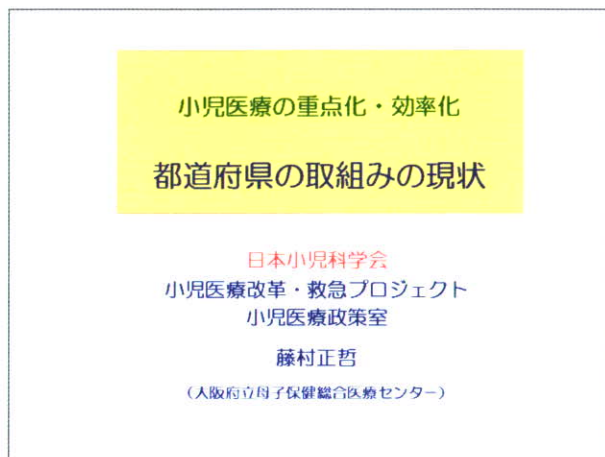 小児医療の重点化・効率化
都道府県の取組みの現状
日本小児科学会
小児医療改革・救急プロジェクト
小児医療政策室
藤村正哲
（大阪府立母子保健総合医療センター）